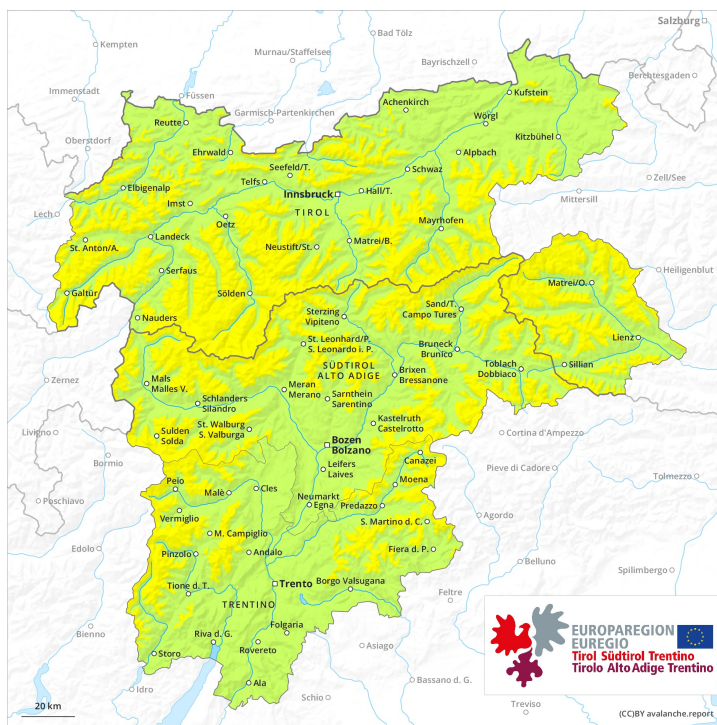 Salzburg
Kempten
Bad Tölz
Murnau/Staffelsee
Bayrischzell
Berchtesgaden
Immenstadt
Füssen
Kufstein
Achenkirch
Garmisch-Partenkirchen
Wörgl
Reutte
Oberstdorf
Kitzbühel
Ehrwald
Alpbach
Seefeld/T.
Schwaz
Telfs
Zell/See
Elbigenalp
Innsbruck
Hall/T.
Mittersill
Imst
TIROL
Lech
Oetz
Mayrhofen
Landeck
Neustift/St.
Matrei/B.
St. Anton/A.
Serfaus
Heiligenblut
Galtür
Sölden
Matrei/O.
Sand/T.
Campo Tures
Nauders
Sterzing
Vipiteno
Lienz
St. Leonhard/P.
S. Leonardo i. P.
Bruneck
Brunico
Toblach
Dobbiaco
Sillian
SÜDTIROL
ALTO ADIGE
Brixen
Bressanone
Zernez
Mals
Malles V.
Meran
Merano
Schlanders
Silandro
Sarnthein
Sarentino
St. Walburg
S. Valburga
Kastelruth
Castelrotto
Livigno
Sulden
Solda
Bozen
Bolzano
Cortina d'Ampezzo
Bormio
Canazei
Leifers
Laives
Pieve di Cadore
Tolmezzo
Peio
Moena
Poschiavo
Malè
Cles
Neumarkt
Egna
Predazzo
Vermiglio
Agordo
S. Martino d. C.
M. Campiglio
Edolo
Pinzolo
Andalo
Fiera d. P.
Belluno
Spilimbergo
Trento
Borgo Valsugana
Tione d. T.
Feltre
TRENTINO
Folgaria
Bienno
Riva d. G.
Rovereto
Asiago
Storo
Bassano d. G.
Idro
Ala
Schio
Treviso
EUROPAREGION
EUREGIO
Tirol Südtirol Trentino
Tirolo Alto Adige Trentino
20 km
(CC)BY avalanche.report